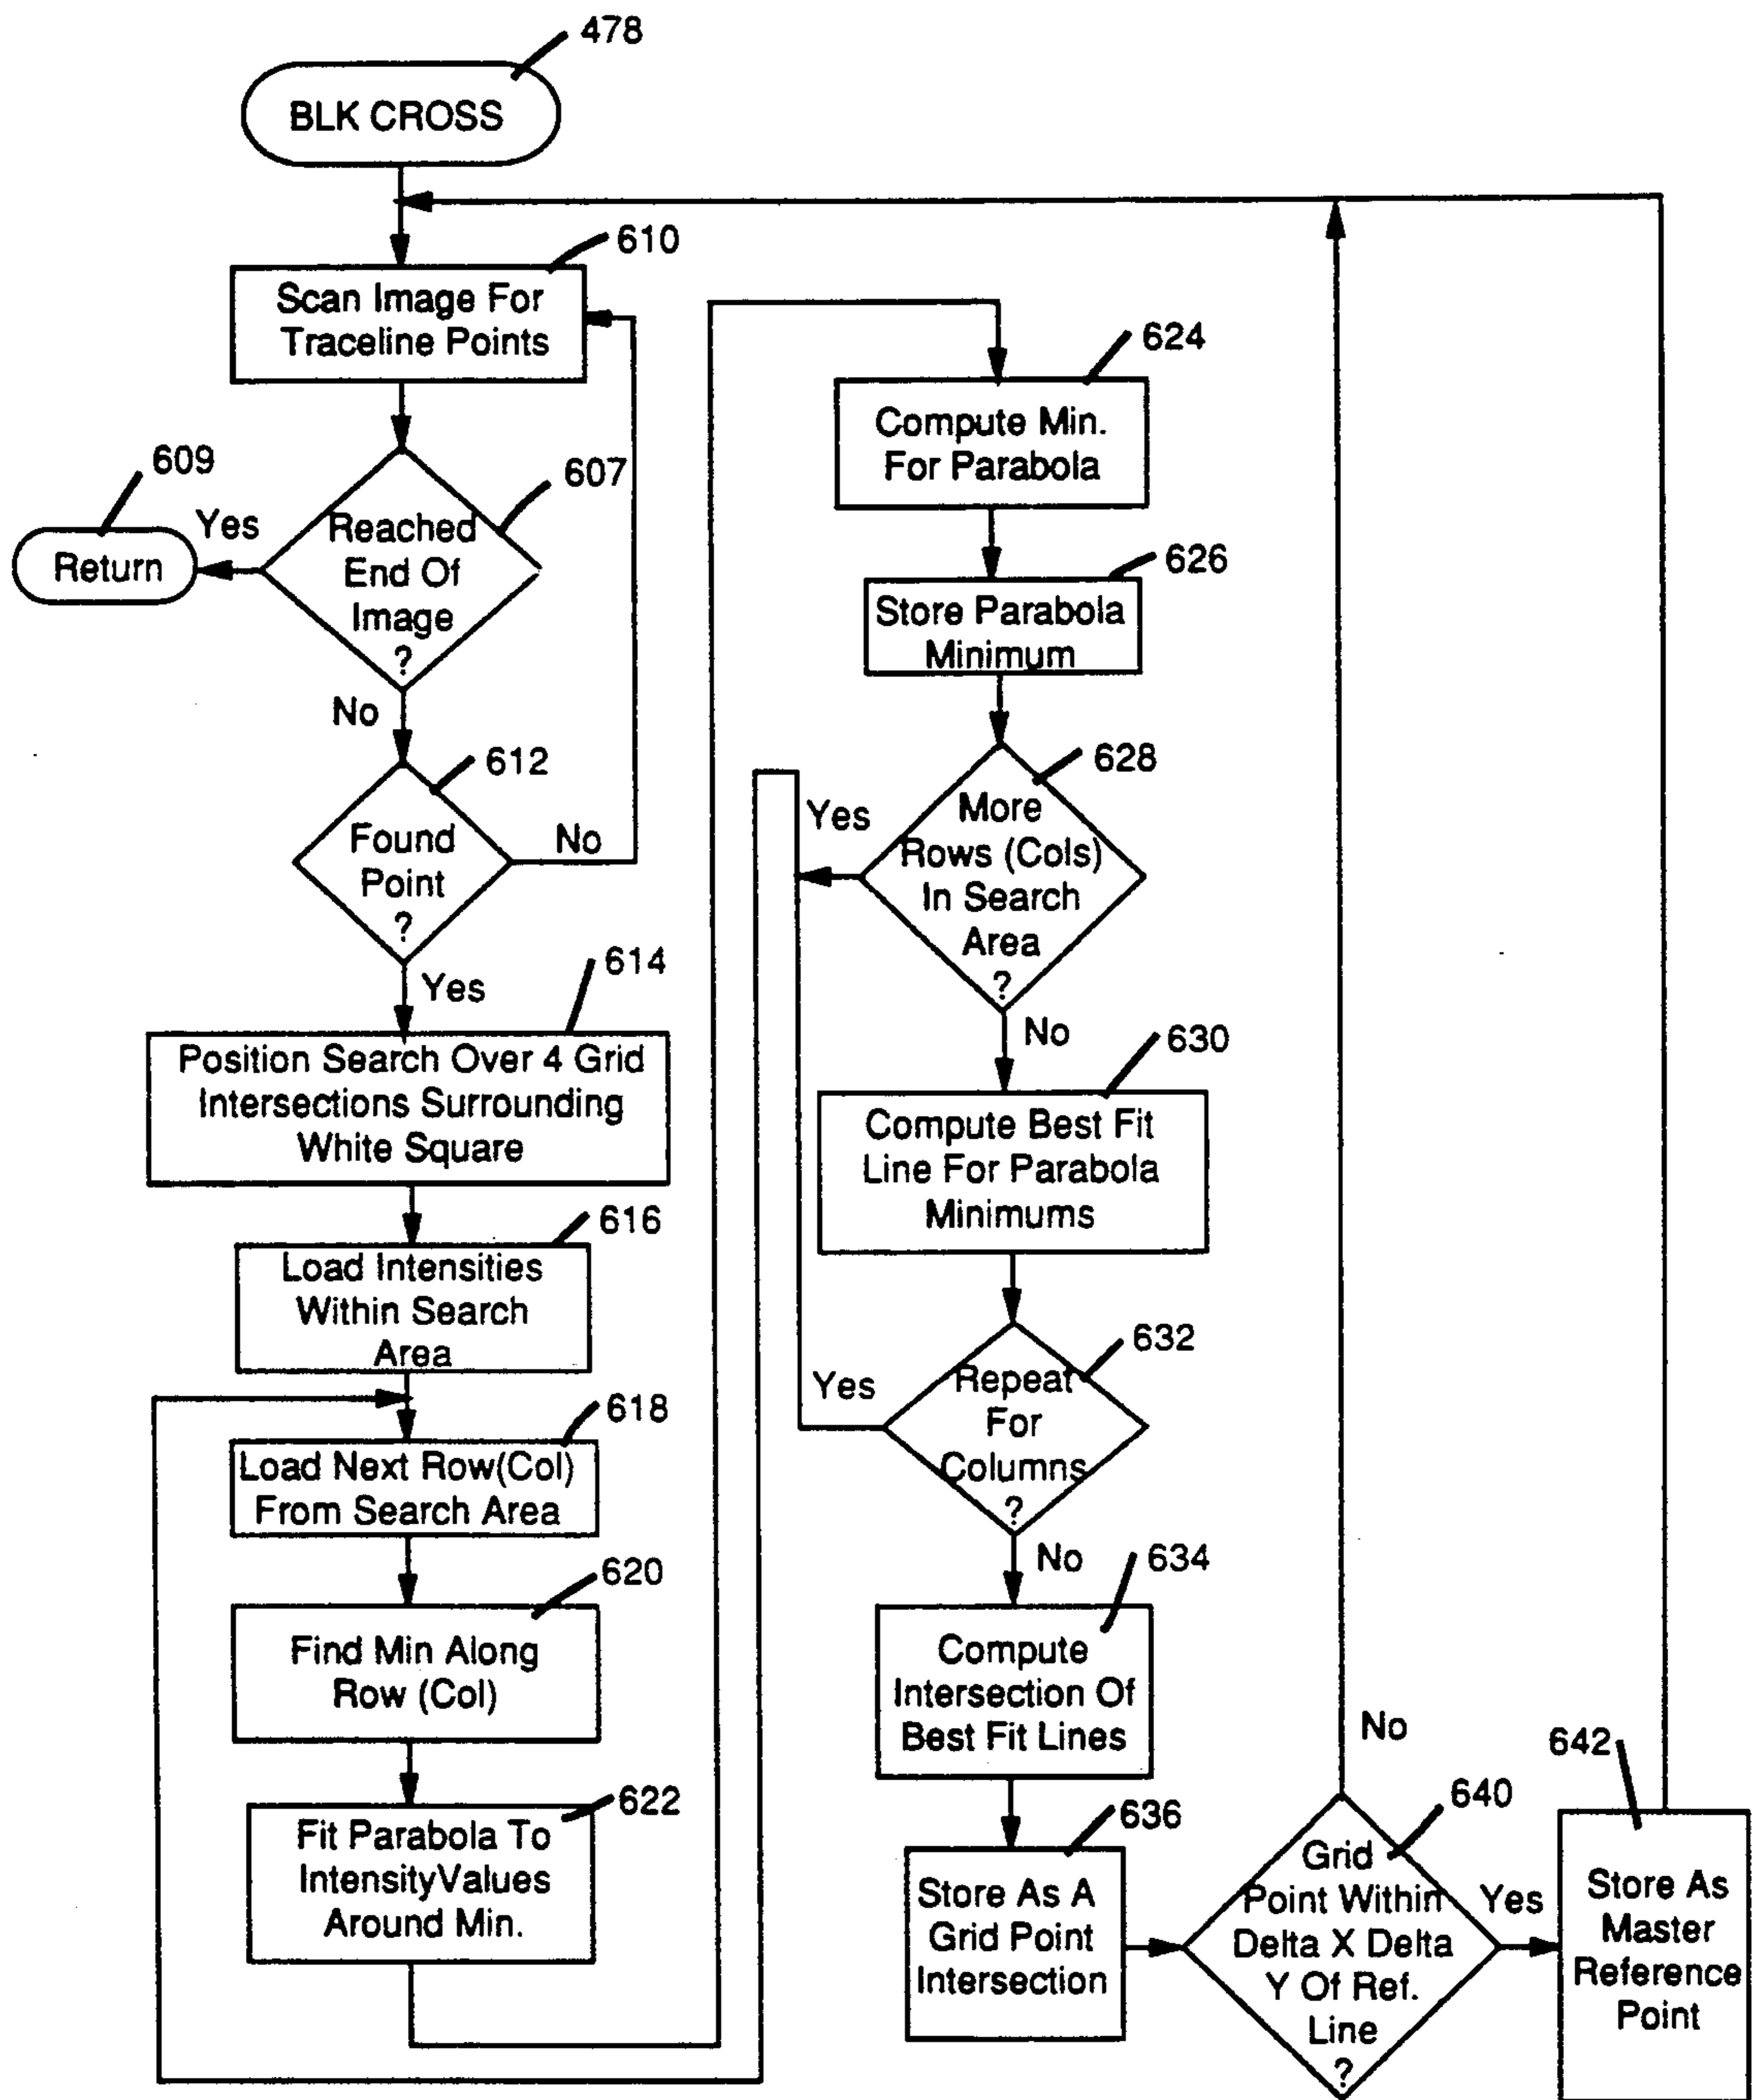 478
BLK CROSS
610
Scan Image For
Traceline Points
609
Return
Yes
607
Reached
End Of
Image
?
No
612
Found
Point
?
No
Yes
614
Position Search Over 4 Grid
Intersections Surrounding
White Square
616
Load Intensities
Within Search
Area
618
Load Next Row(Col)
From Search Area
620
Find Min Along
Row (Col)
622
Fit Parabola To
IntensityValues
Around Min.
624
Compute Min.
For Parabola
626
Store Parabola
Minimum
628
More
Rows (Cols)
In Search
Area
?
Yes
No
630
Compute Best Fit
Line For Parabola
Minimums
632
Repeat
For
Columns
?
Yes
No
634
Compute
Intersection Of
Best Fit Lines
636
Store As A
Grid Point
Intersection
640
Grid
Point Within
Delta X Delta
Y Of Ref.
Line
?
No
Yes
642
Store As
Master
Reference
Point